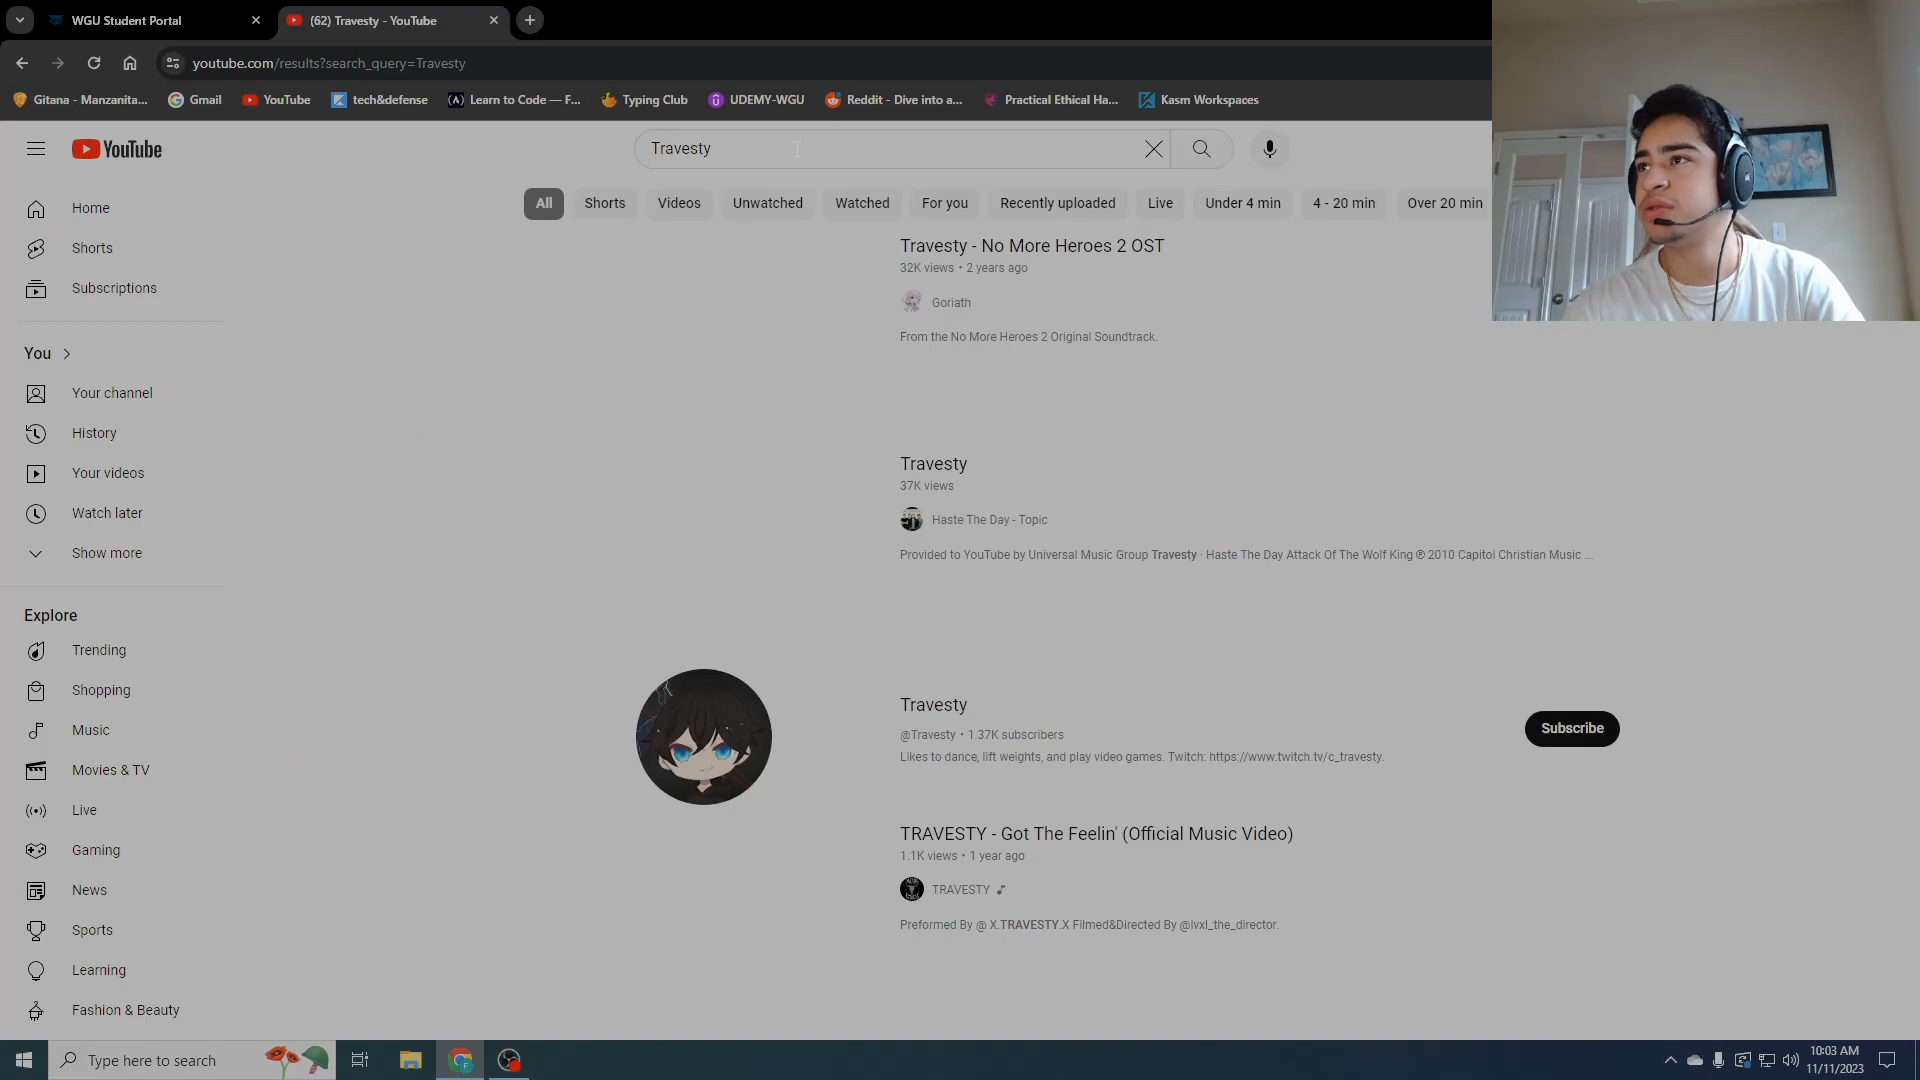 WGU Student Portal
(62) Travesty - YouTube
youtube.com/results?search_query=Travesty
Gitana - Manzanita...
Gmail
YouTube
tech&defense
Learn to Code — F...
Typing Club
UDEMY-WGU
Reddit - Dive into a...
Practical Ethical Ha...
Kasm Workspaces
YouTube
Travesty
All
Shorts
Videos
Unwatched
Watched
For you
Recently uploaded
Live
Under 4 min
4 - 20 min
Over 20 min
Home
Shorts
Subscriptions
You
Your channel
History
Your videos
Watch later
Show more
Explore
Trending
Shopping
Music
Movies & TV
Live
Gaming
News
Sports
Learning
Fashion & Beauty
Travesty - No More Heroes 2 OST
32K views • 2 years ago
Goriath
From the No More Heroes 2 Original Soundtrack.
Travesty
37K views
Haste The Day - Topic
Provided to YouTube by Universal Music Group Travesty · Haste The Day Attack Of The Wolf King ℗ 2010 Capitol Christian Music ...
Travesty
@Travesty • 1.37K subscribers
Likes to dance, lift weights, and play video games. Twitch: https://www.twitch.tv/c_travesty.
Subscribe
TRAVESTY - Got The Feelin' (Official Music Video)
1.1K views • 1 year ago
TRAVESTY
Preformed By @ X.TRAVESTY.X Filmed&Directed By @ivxl_the_director.
Type here to search
10:03 AM
11/11/2023